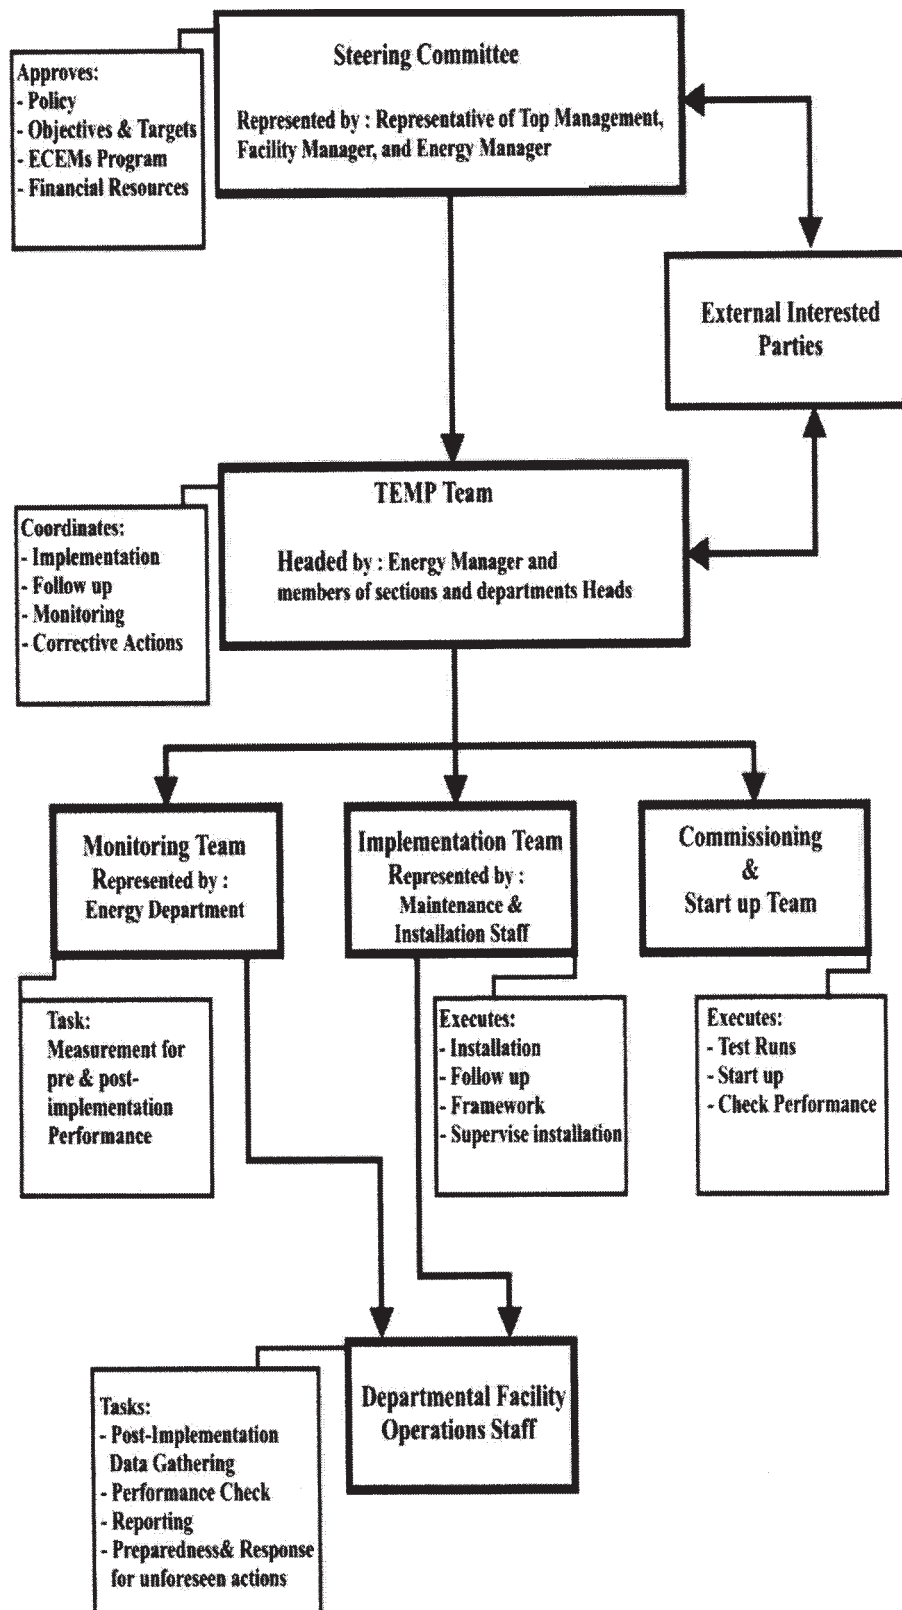 Steering Committee
Represented by : Representative of Top Management,
Facility Manager, and Energy Manager
Approves:
- Policy
- Objectives & Targets
- ECEMs Program
- Financial Resources
External Interested
Parties
TEMP Team
Headed by : Energy Manager and
members of sections and departments Heads
Coordinates:
- Implementation
- Follow up
- Monitoring
- Corrective Actions
Monitoring Team
Represented by :
Energy Department
Implementation Team
Represented by :
Maintenance &
Installation Staff
Commissioning
&
Start up Team
Task:
Measurement for
pre & post-
implementation
Performance
Executes:
- Installation
- Follow up
- Framework
- Supervise installation
Executes:
- Test Runs
- Start up
- Check Performance
Departmental Facility
Operations Staff
Tasks:
- Post-Implementation
Data Gathering
- Performance Check
- Reporting
- Preparedness& Response
for unforeseen actions